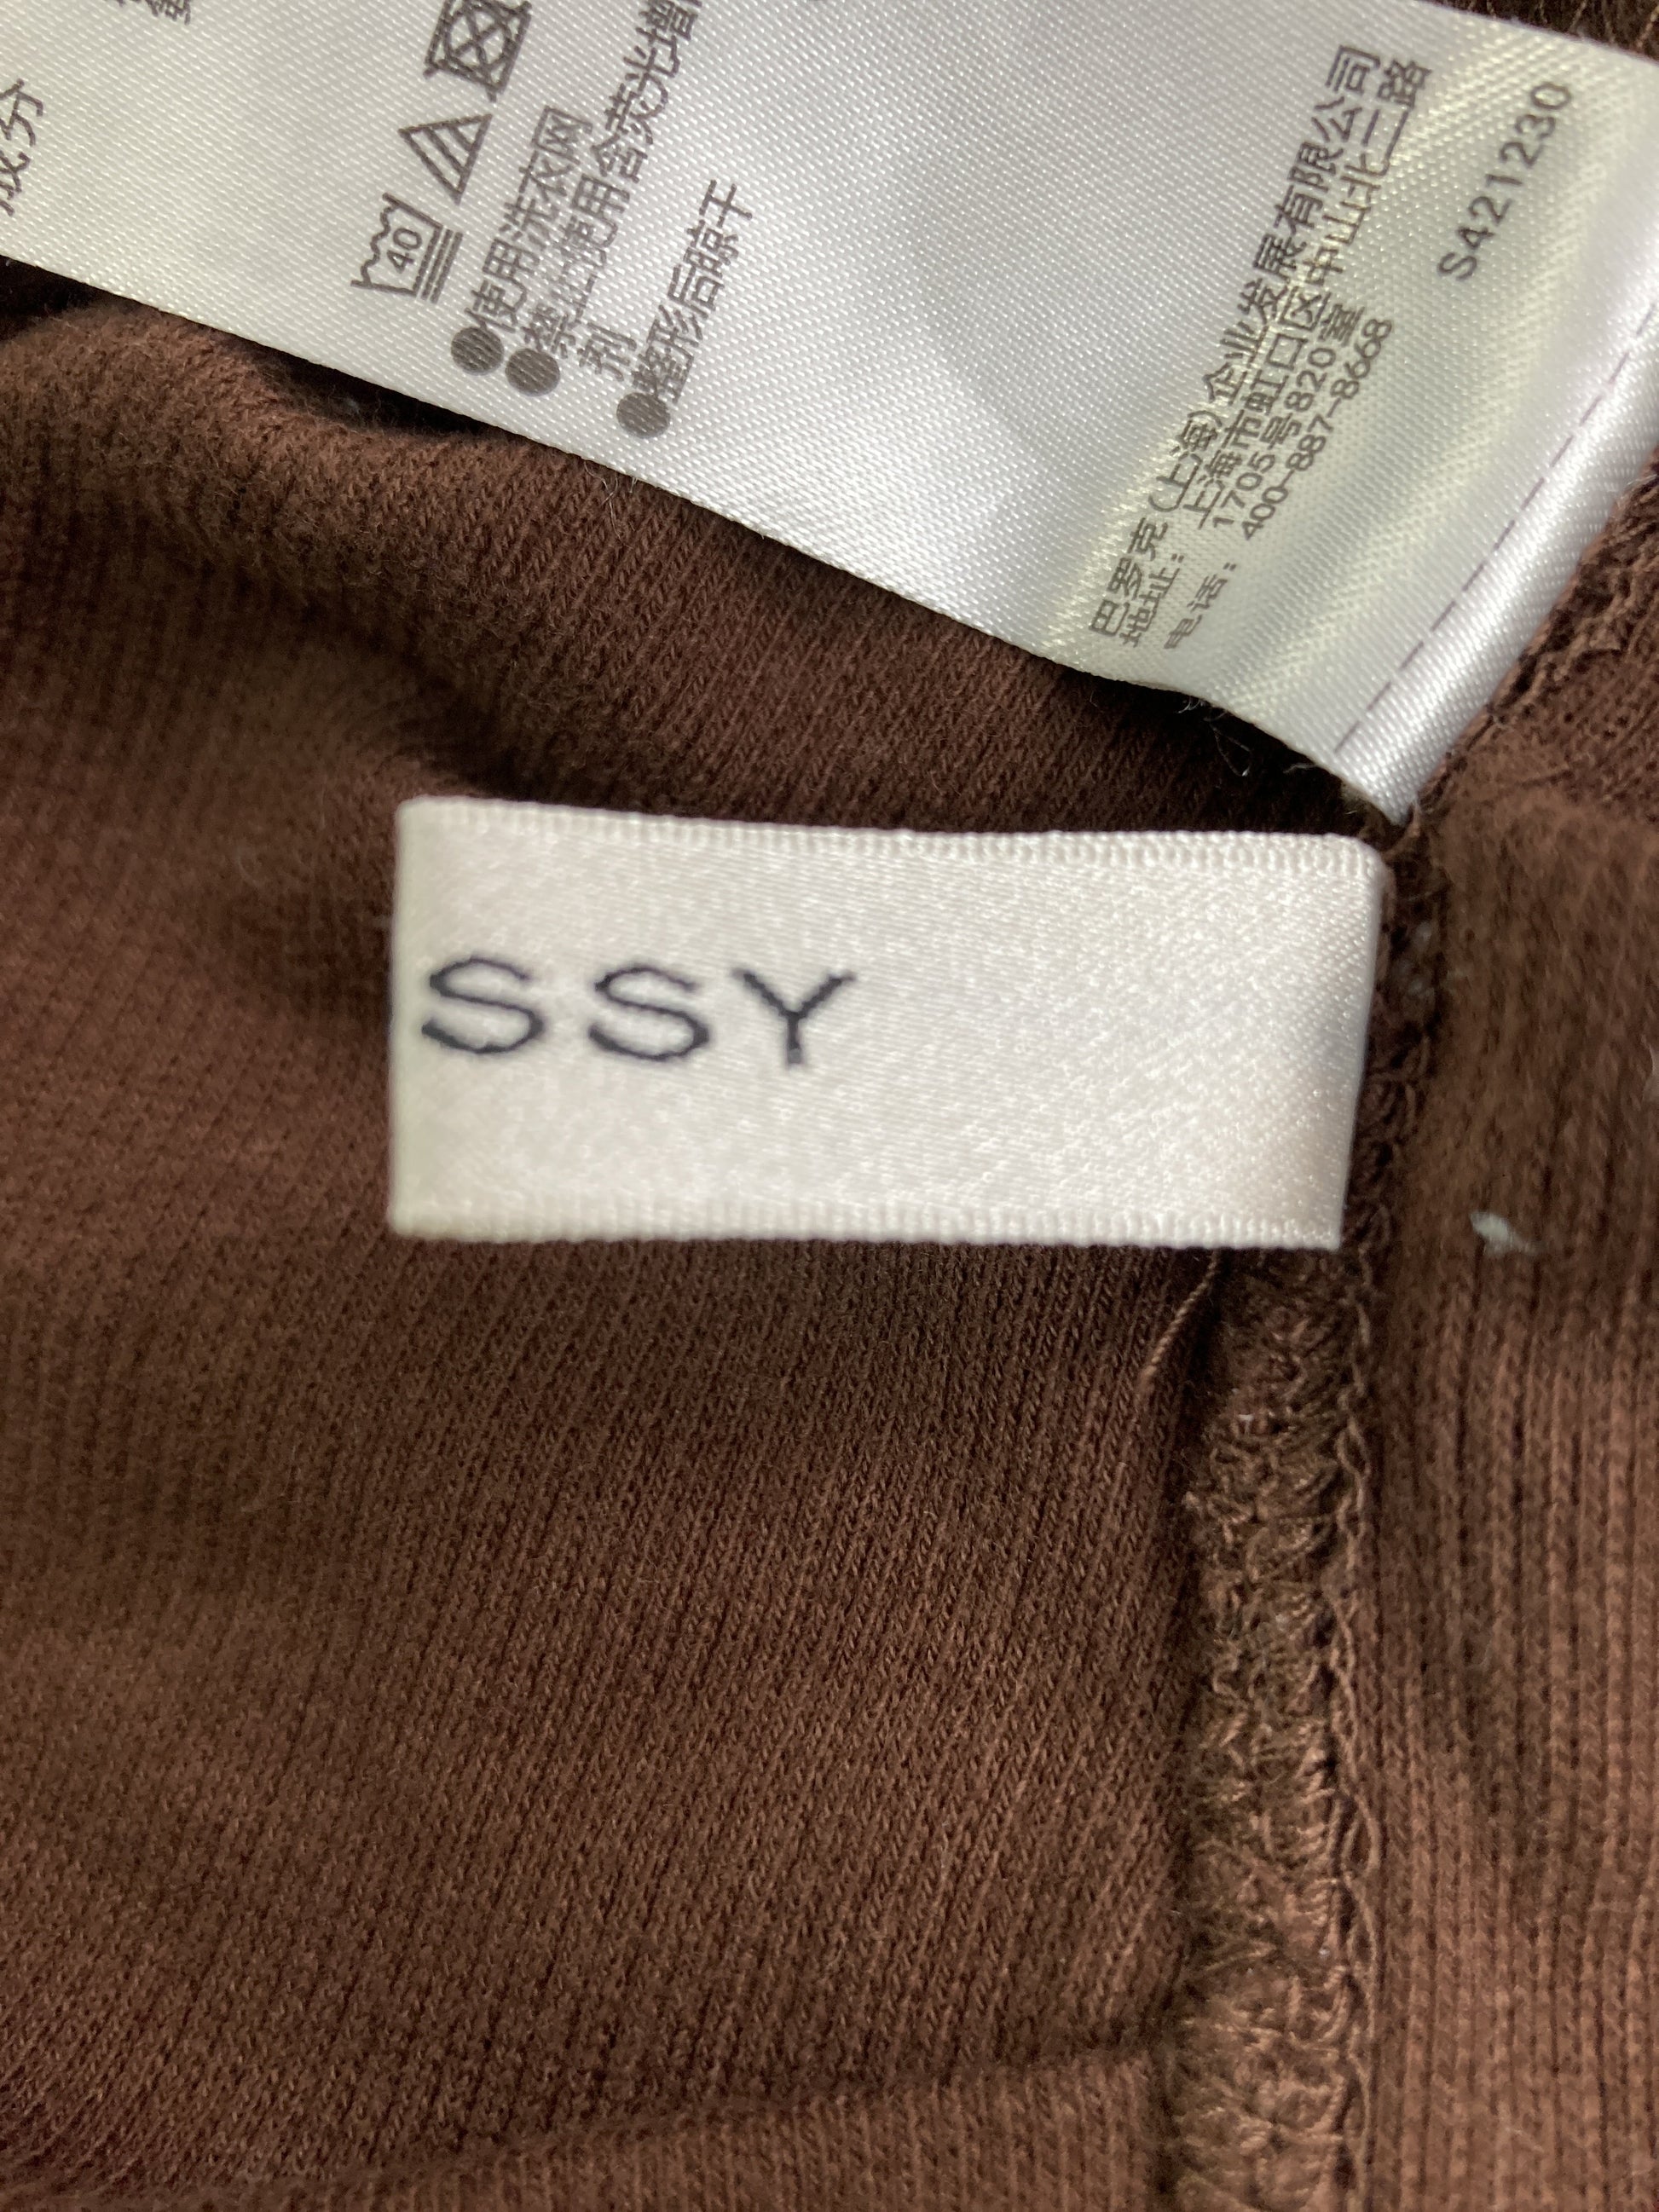 成分
40
●使用洗衣网
●禁止使用含荧光增
剂
●整形后晾干
巴罗克(上海)企业发展有限公司
地址：上海市虹口区中山北二路
1705号820室
电话：400-887-8668
S421230
SSY